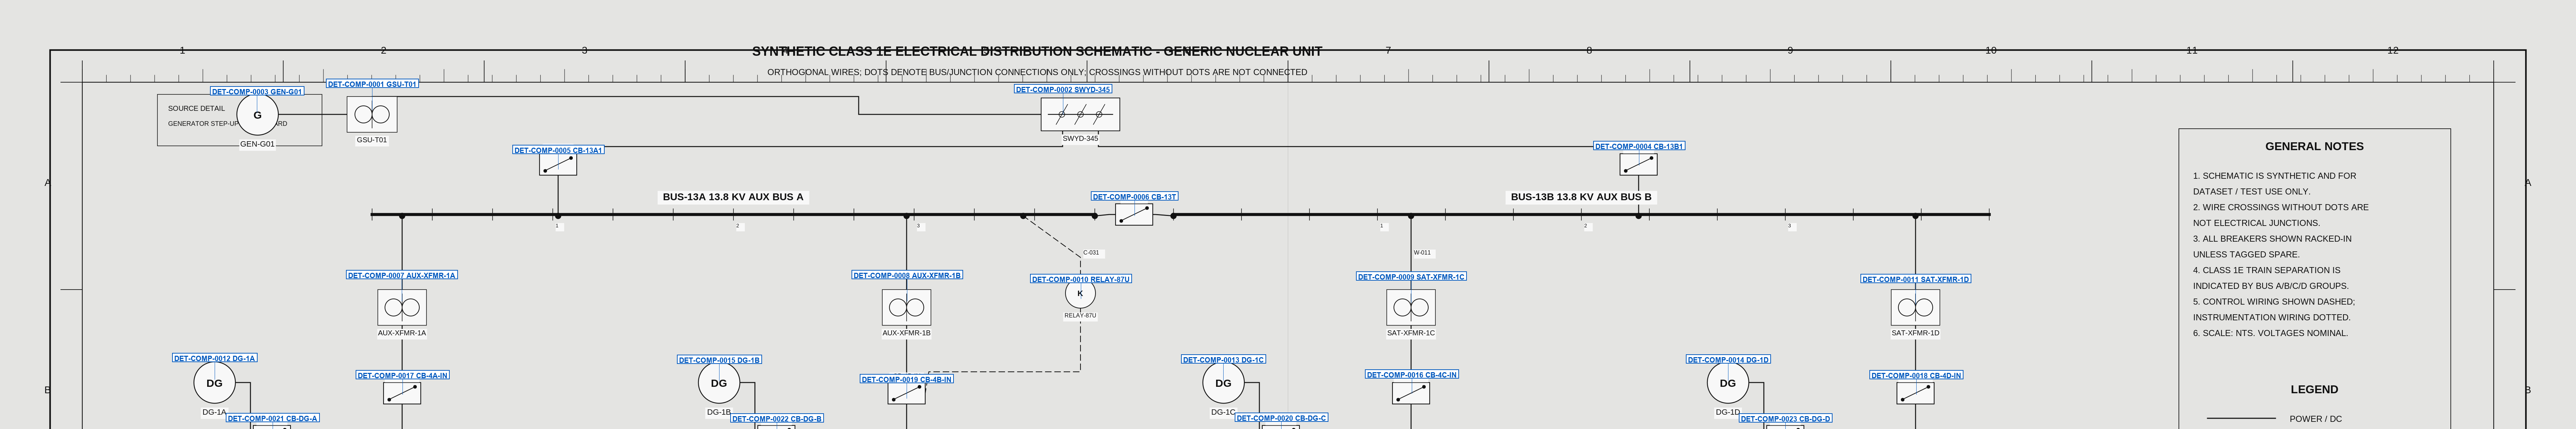 1 2 3 7 8 9 10 11 12
SYNTHETIC CLASS 1E ELECTRICAL DISTRIBUTION SCHEMATIC - GENERIC NUCLEAR UNIT
ORTHOGONAL WIRES; DOTS DENOTE BUS/JUNCTION CONNECTIONS ONLY; CROSSINGS WITHOUT DOTS ARE NOT CONNECTED
DET-COMP-0003 GEN-G01
DET-COMP-0001 GSU-T01
DET-COMP-0002 SWYD-345
SOURCE DETAIL
G
GENERATOR STEP-UP
GEN-G01
GSU-T01
SWYD-345
DET-COMP-0005 CB-13A1
DET-COMP-0004 CB-13B1
A
A
BUS-13A 13.8 KV AUX BUS A
DET-COMP-0006 CB-13T
BUS-13B 13.8 KV AUX BUS B
1 2 3 1 2 3
C-031
W-011
DET-COMP-0007 AUX-XFMR-1A
DET-COMP-0008 AUX-XFMR-1B
DET-COMP-0010 RELAY-87U
DET-COMP-0009 SAT-XFMR-1C
DET-COMP-0011 SAT-XFMR-1D
K
RELAY-87U
AUX-XFMR-1A
AUX-XFMR-1B
SAT-XFMR-1C
SAT-XFMR-1D
DET-COMP-0012 DG-1A
DET-COMP-0017 CB-4A-IN
DET-COMP-0015 DG-1B
DET-COMP-0019 CB-4B-IN
DET-COMP-0013 DG-1C
DET-COMP-0016 CB-4C-IN
DET-COMP-0014 DG-1D
DET-COMP-0018 CB-4D-IN
B
DG
DG
DG
DG
B
DG-1A
DG-1B
DG-1C
DG-1D
DET-COMP-0021 CB-DG-A
DET-COMP-0022 CB-DG-B
DET-COMP-0020 CB-DG-C
DET-COMP-0023 CB-DG-D
GENERAL NOTES
1. SCHEMATIC IS SYNTHETIC AND FOR
DATASET / TEST USE ONLY.
2. WIRE CROSSINGS WITHOUT DOTS ARE
NOT ELECTRICAL JUNCTIONS.
3. ALL BREAKERS SHOWN RACKED-IN
UNLESS TAGGED SPARE.
4. CLASS 1E TRAIN SEPARATION IS
INDICATED BY BUS A/B/C/D GROUPS.
5. CONTROL WIRING SHOWN DASHED;
INSTRUMENTATION WIRING DOTTED.
6. SCALE: NTS. VOLTAGES NOMINAL.
LEGEND
POWER / DC